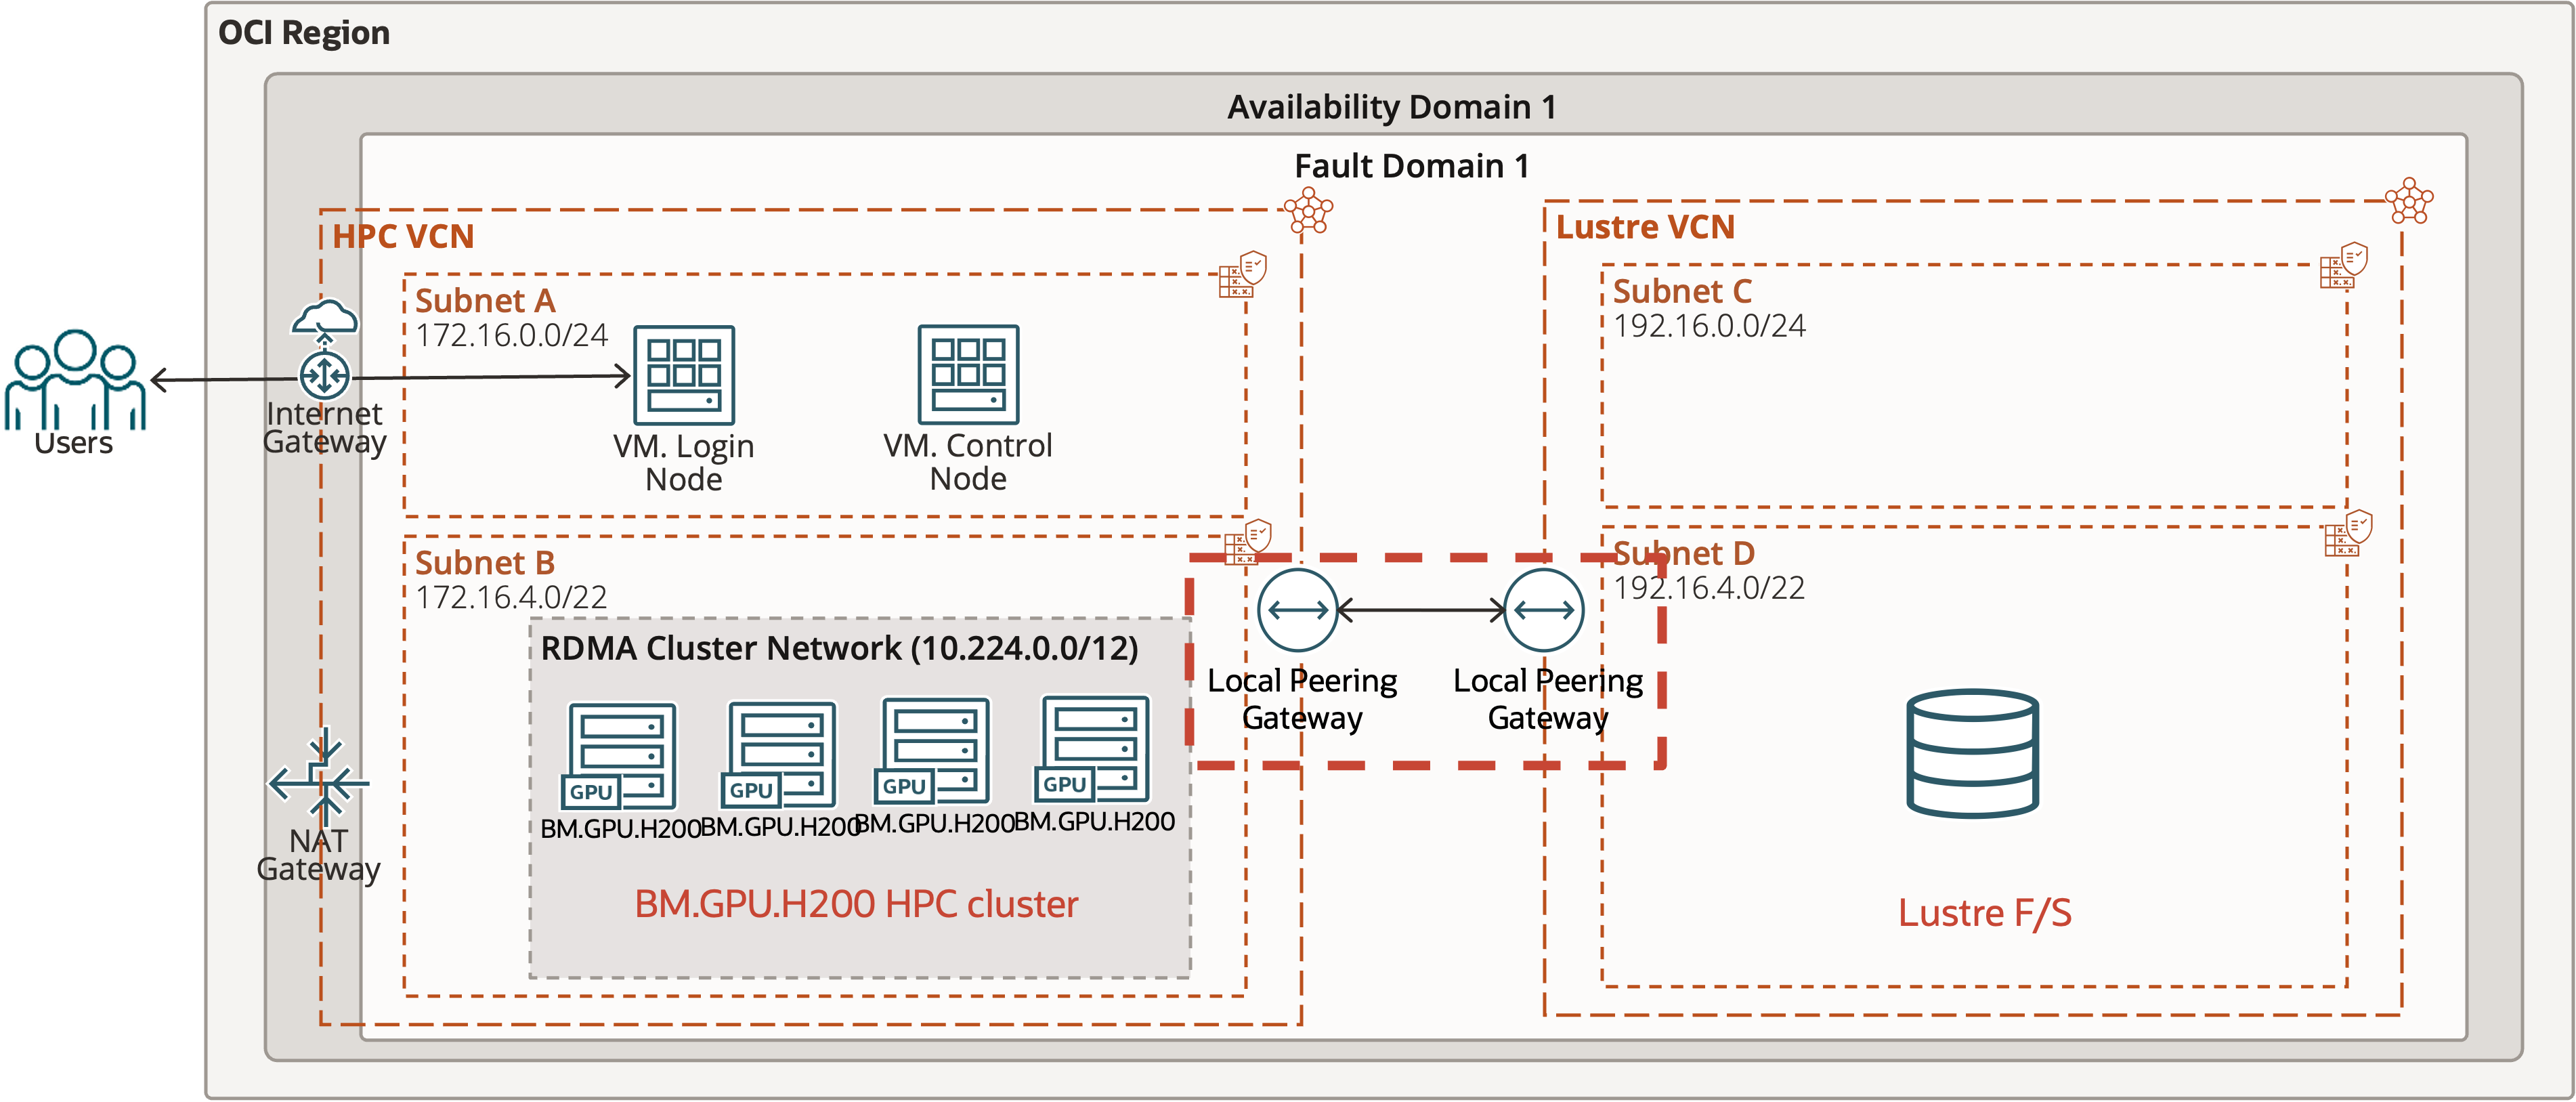 OCI Region
Availability Domain 1
Fault Domain 1
HPC VCN
Subnet A
172.16.0.0/24
VM. Login
Node
VM. Control
Node
Users
Internet
Gateway
Subnet B
172.16.4.0/22
RDMA Cluster Network (10.224.0.0/12)
GPU
GPU
GPU
GPU
BM.GPU.H200
BM.GPU.H200
BM.GPU.H200
BM.GPU.H200
BM.GPU.H200 HPC cluster
NAT
Gateway
Local Peering
Gateway
Local Peering
Gateway
Lustre VCN
Subnet C
192.16.0.0/24
Subnet D
192.16.4.0/22
Lustre F/S